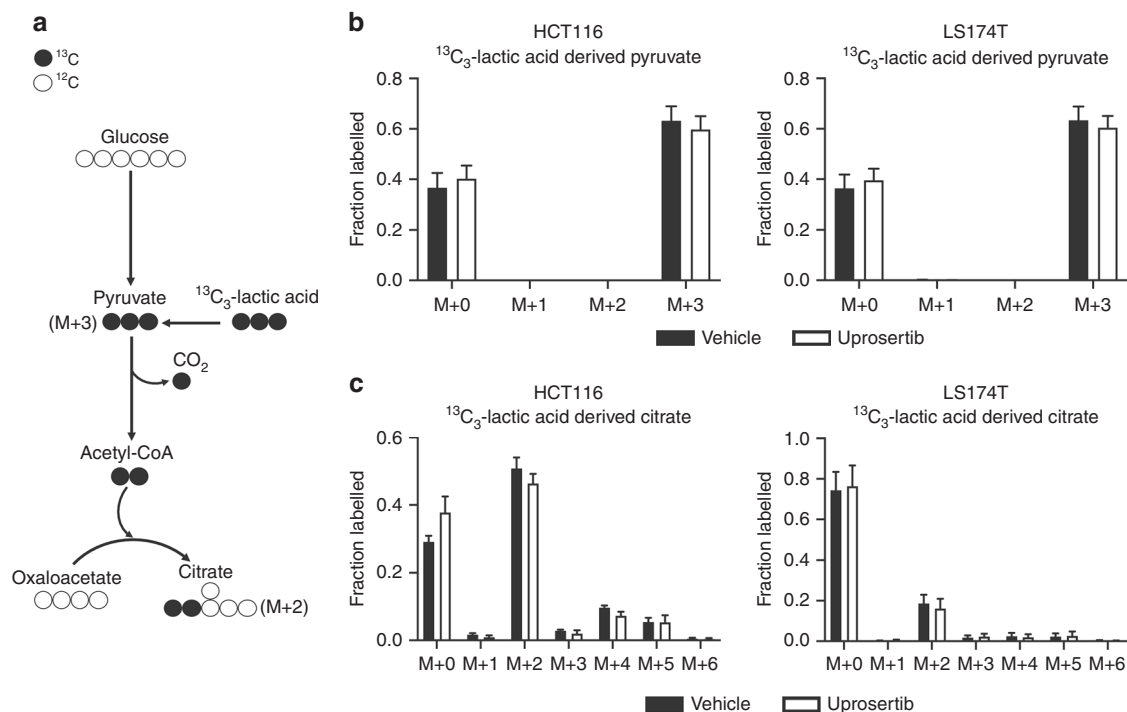 a
¹³C
¹²C
Glucose
Pyruvate
¹³C₃-lactic acid
(M+3)
CO₂
Acetyl-CoA
Oxaloacetate
Citrate
(M+2)
b
HCT116
¹³C₃-lactic acid derived pyruvate
Fraction labelled
0.8
0.6
0.4
0.2
0.0
M+0 M+1 M+2 M+3
LS174T
¹³C₃-lactic acid derived pyruvate
Fraction labelled
0.8
0.6
0.4
0.2
0.0
M+0 M+1 M+2 M+3
Vehicle Uprosertib
c
HCT116
¹³C₃-lactic acid derived citrate
Fraction labelled
0.6
0.4
0.2
0.0
M+0 M+1 M+2 M+3 M+4 M+5 M+6
LS174T
¹³C₃-lactic acid derived citrate
Fraction labelled
1.0
0.8
0.6
0.4
0.2
0.0
M+0 M+1 M+2 M+3 M+4 M+5 M+6
Vehicle Uprosertib